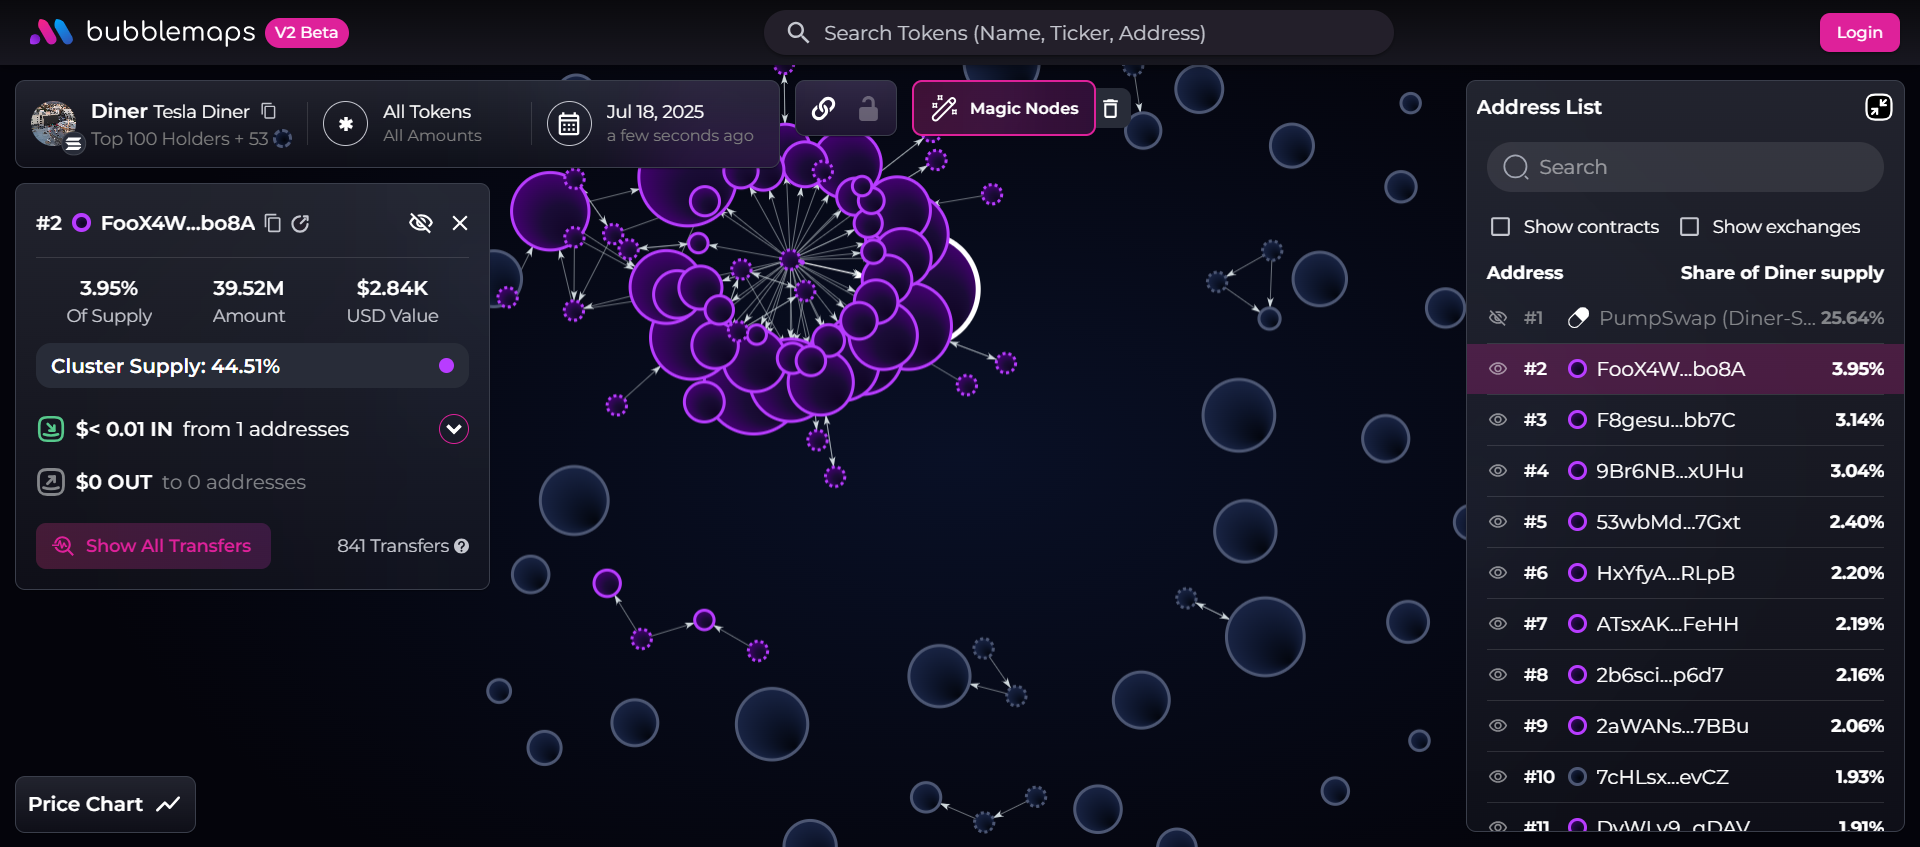 bubblemaps V2 Beta
Search Tokens (Name, Ticker, Address)
Login
Diner Tesla Diner
Top 100 Holders + 53
All Tokens
All Amounts
Jul 18, 2025
a few seconds ago
Magic Nodes
#2 FooX4W...bo8A
3.95% 39.52M $2.84K
Of Supply Amount USD Value
Cluster Supply: 44.51%
$< 0.01 IN from 1 addresses
$0 OUT to 0 addresses
Show All Transfers 841 Transfers ?
Price Chart
Address List
Search
Show contracts Show exchanges
Address Share of Diner supply
#1 PumpSwap (Diner-S... 25.64%
#2 FooX4W...bo8A 3.95%
#3 F8gesu...bb7C 3.14%
#4 9Br6NB...xUHu 3.04%
#5 53wbMd...7Gxt 2.40%
#6 HxYfyA...RLpB 2.20%
#7 ATsxAK...FeHH 2.19%
#8 2b6sci...p6d7 2.16%
#9 2aWANs...7BBu 2.06%
#10 7cHLsx...evCZ 1.93%
#11 1.91%